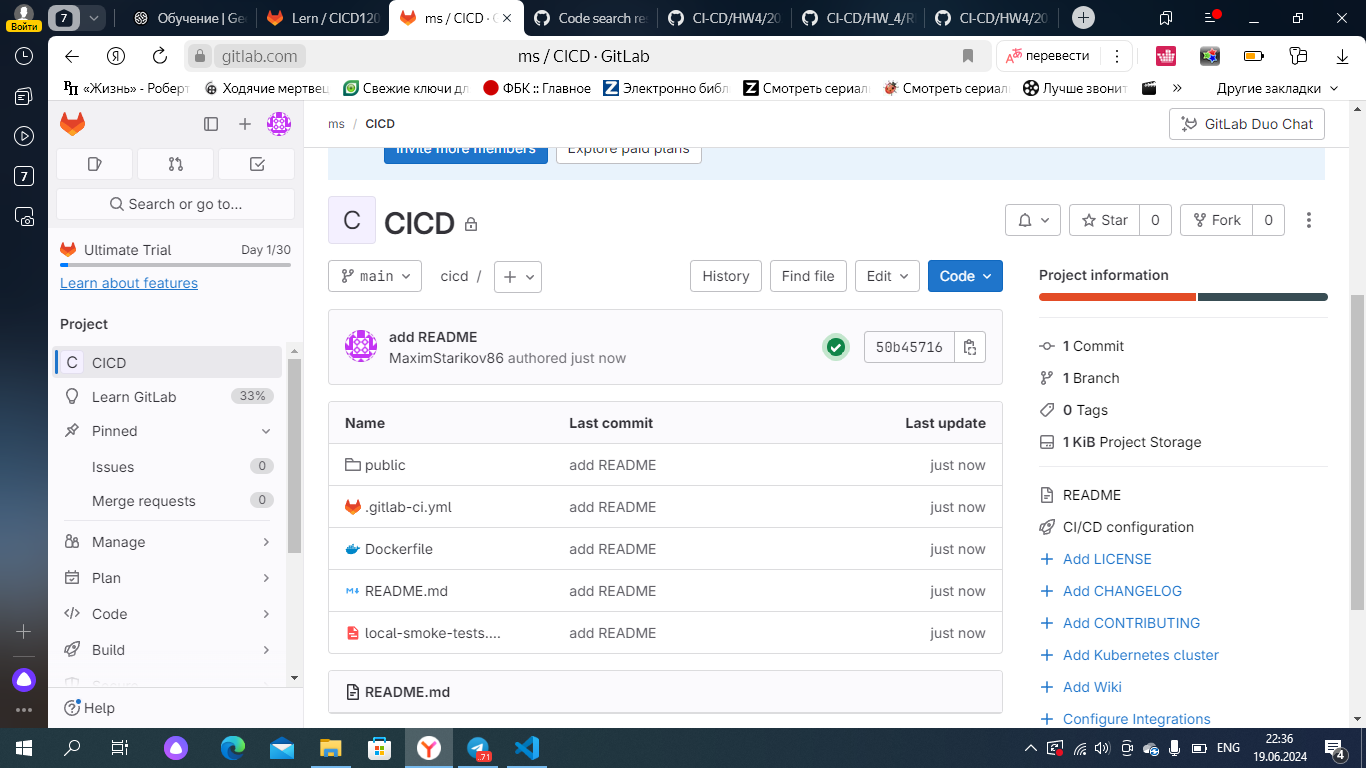 Войти
7
Обучение | Gee
Lern / CICD120
ms / CICD · G
Code search re
CI-CD/HW4/20
CI-CD/HW_4/R
CI-CD/HW4/20
gitlab.com
ms / CICD · GitLab
перевести
«Жизнь» - Роберт
Ходячие мертвец
Свежие ключи дл
ФБК :: Главное
Электронно библ
Смотреть сериал
Смотреть сериал
Лучше звонит
»
Другие закладки
7
ms / CICD
GitLab Duo Chat
Invite more members
Explore paid plans
Search or go to...
Ultimate Trial
Day 1/30
Learn about features
Project
C CICD
Learn GitLab 33%
Pinned
Issues 0
Merge requests 0
Manage
Plan
Code
Build
Secure
Help
C CICD
Star 0
Fork 0
main
cicd /
History
Find file
Edit
Code
add README
MaximStarikov86 authored just now
50b45716
Name Last commit Last update
public add README just now
.gitlab-ci.yml add README just now
Dockerfile add README just now
README.md add README just now
local-smoke-tests.... add README just now
README.md
Project information
1 Commit
1 Branch
0 Tags
1 KiB Project Storage
README
CI/CD configuration
Add LICENSE
Add CHANGELOG
Add CONTRIBUTING
Add Kubernetes cluster
Add Wiki
Configure Integrations
71
ENG
22:36
19.06.2024
4